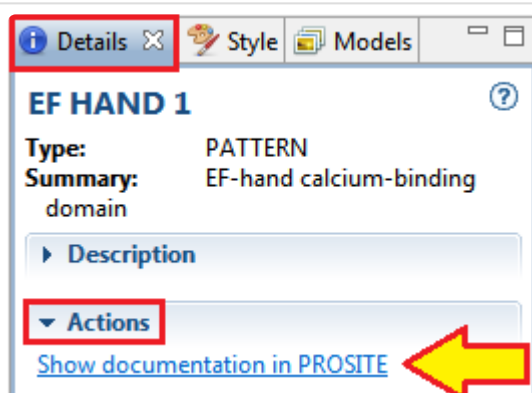 Details Style Models
EF HAND 1
Type: PATTERN
Summary: EF-hand calcium-binding
domain
Description
Actions
Show documentation in PROSITE